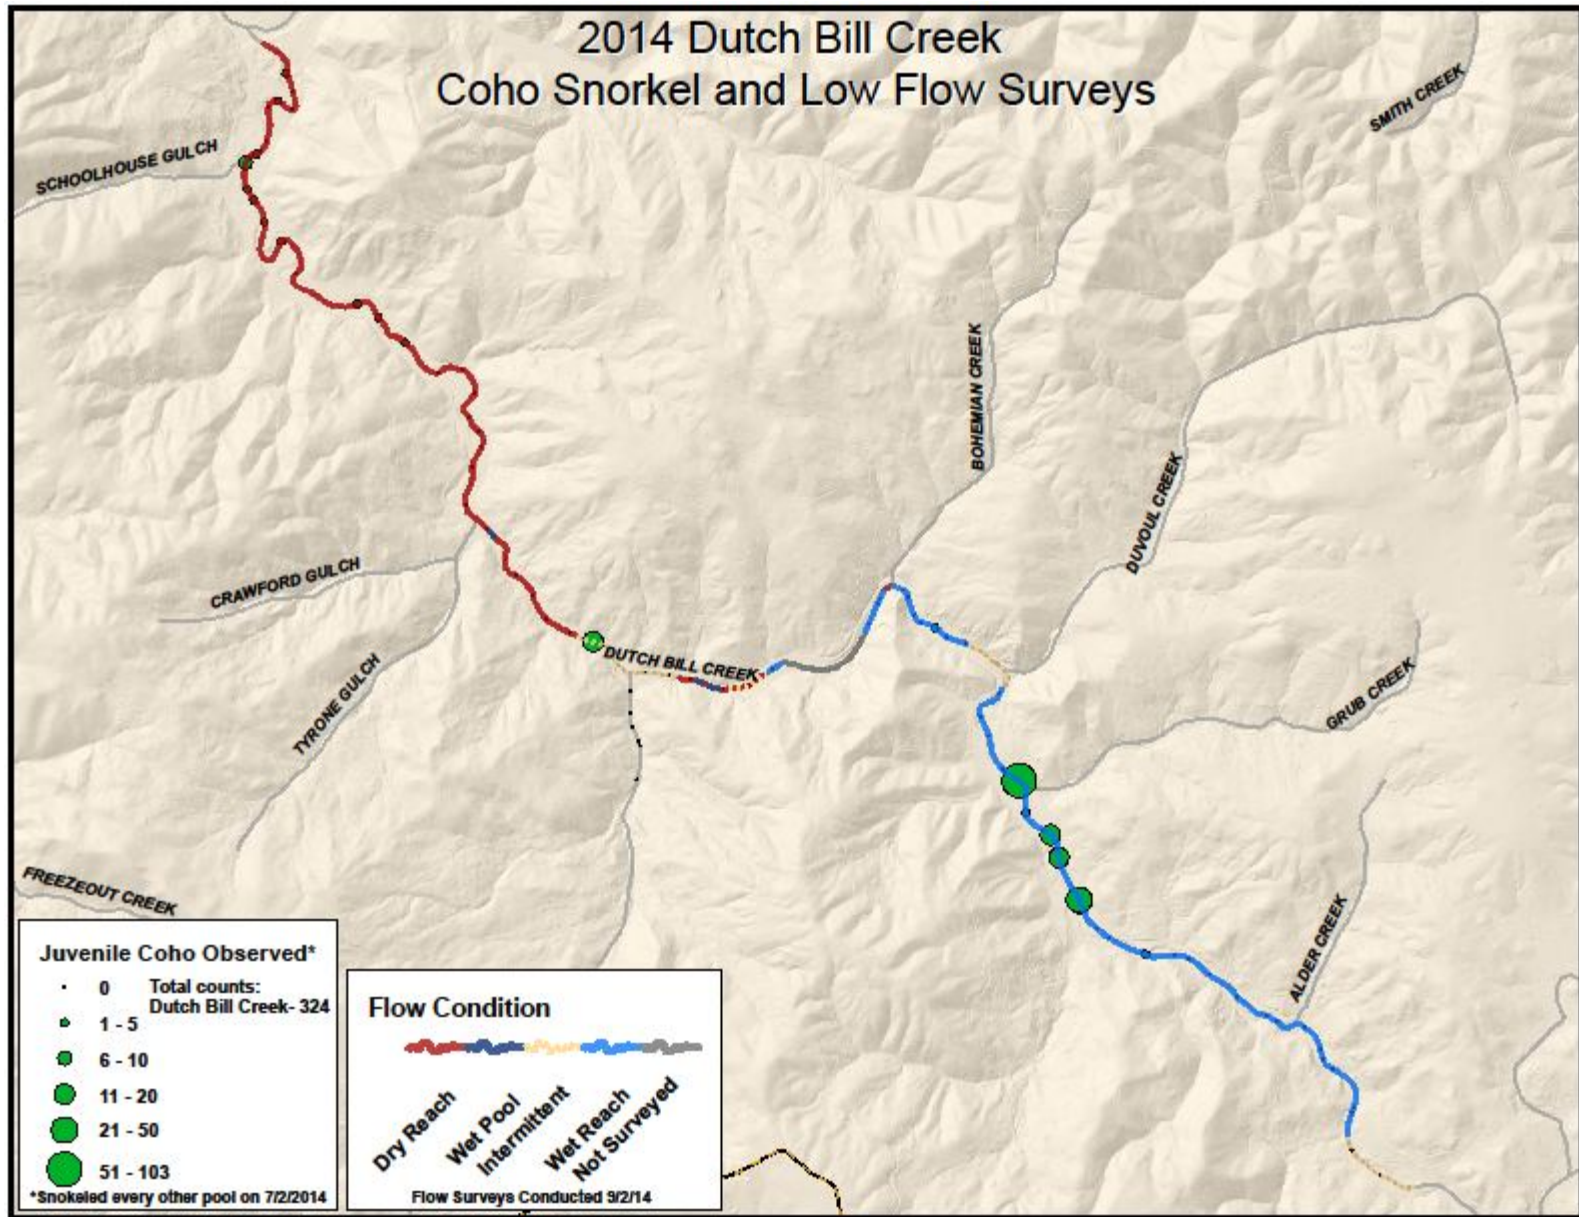 2014 Dutch Bill Creek
Coho Snorkel and Low Flow Surveys
SMITH CREEK
SCHOOLHOUSE GULCH
BOHEMIAN CREEK
DUVOUL CREEK
CRAWFORD GULCH
DUTCH BILL CREEK
TYRONE GULCH
GRUB CREEK
FREEZEOUT CREEK
ALDER CREEK
Juvenile Coho Observed*
0 Total counts:
Dutch Bill Creek- 324
1 - 5
6 - 10
11 - 20
21 - 50
51 - 103
*Snokeled every other pool on 7/2/2014
Flow Condition
Dry Reach
Wet Pool
Intermittent
Wet Reach
Not Surveyed
Flow Surveys Conducted 9/2/14